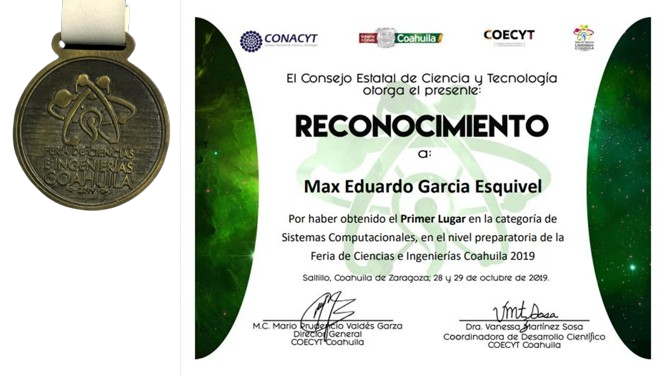 FERIA DE CIENCIAS
E INGENIERÍAS
COAHUILA
CONACYT
Coahuila
COECYT
El Consejo Estatal de Ciencia y Tecnología
otorga el presente:
RECONOCIMIENTO
a:
Max Eduardo Garcia Esquivel
Por haber obtenido el Primer Lugar en la categoría de
Sistemas Computacionales, en el nivel preparatoria de la
Feria de Ciencias e Ingenierías Coahuila 2019
Saltillo, Coahuila de Zaragoza; 28 y 29 de octubre de 2019.
M.C. Mario Prudencio Valdés Garza
Director General
COECYT Coahuila
Dra. Vanessa Martínez Sosa
Coordinadora de Desarrollo Científico
COECYT Coahuila